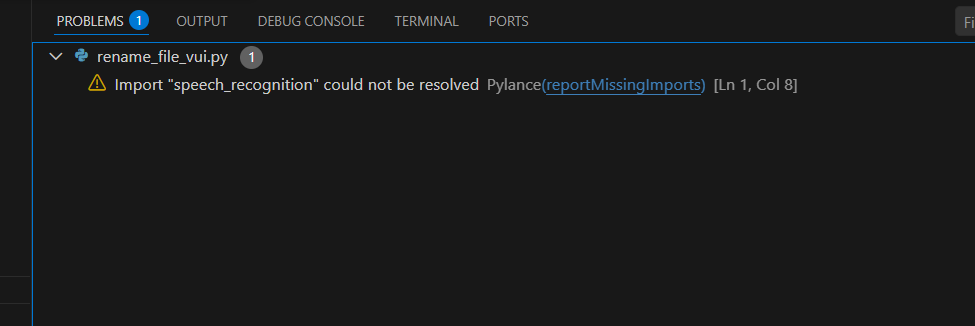 PROBLEMS 1 OUTPUT DEBUG CONSOLE TERMINAL PORTS Fi
rename_file_vui.py 1
Import "speech_recognition" could not be resolved Pylance(reportMissingImports) [Ln 1, Col 8]